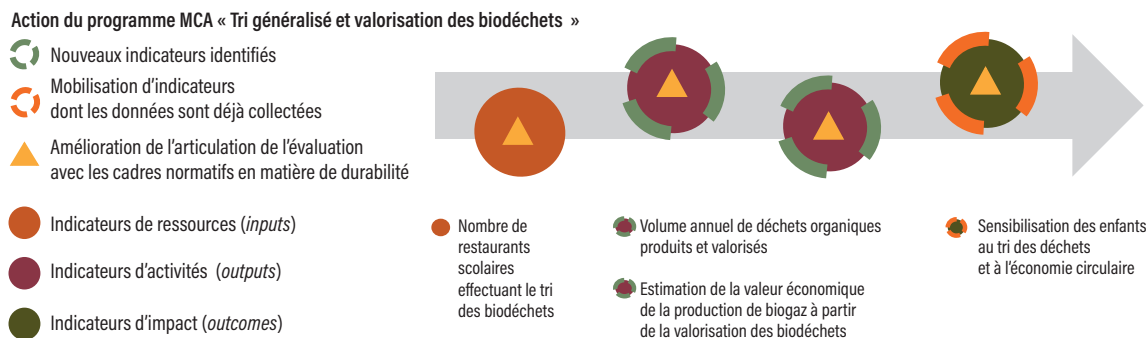 Action du programme MCA « Tri généralisé et valorisation des biodéchets »
Nouveaux indicateurs identifiés
Mobilisation d'indicateurs
dont les données sont déjà collectées
Amélioration de l'articulation de l'évaluation
avec les cadres normatifs en matière de durabilité
Indicateurs de ressources (inputs)
Indicateurs d'activités (outputs)
Indicateurs d'impact (outcomes)
Nombre de
restaurants
scolaires
effectuant le tri
des biodéchets
Volume annuel de déchets organiques
produits et valorisés
Estimation de la valeur économique
de la production de biogaz à partir
de la valorisation des biodéchets
Sensibilisation des enfants
au tri des déchets
et à l'économie circulaire